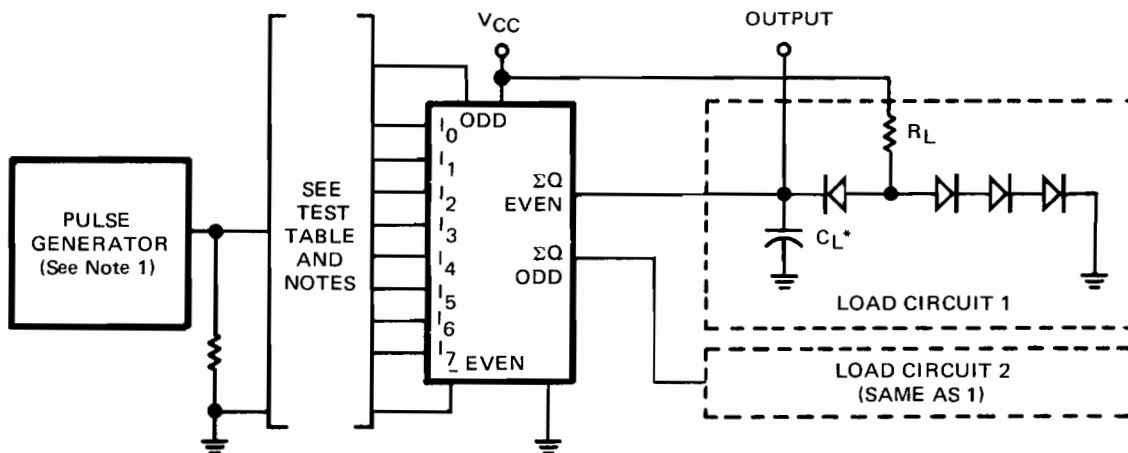 PULSE
GENERATOR
(See Note 1)
SEE
TEST
TABLE
AND
NOTES
VCC
ODD
I0
I1
I2
I3
I4
I5
I6
I7
EVEN
ΣQ
EVEN
ΣQ
ODD
OUTPUT
RL
CL*
LOAD CIRCUIT 1
LOAD CIRCUIT 2
(SAME AS 1)